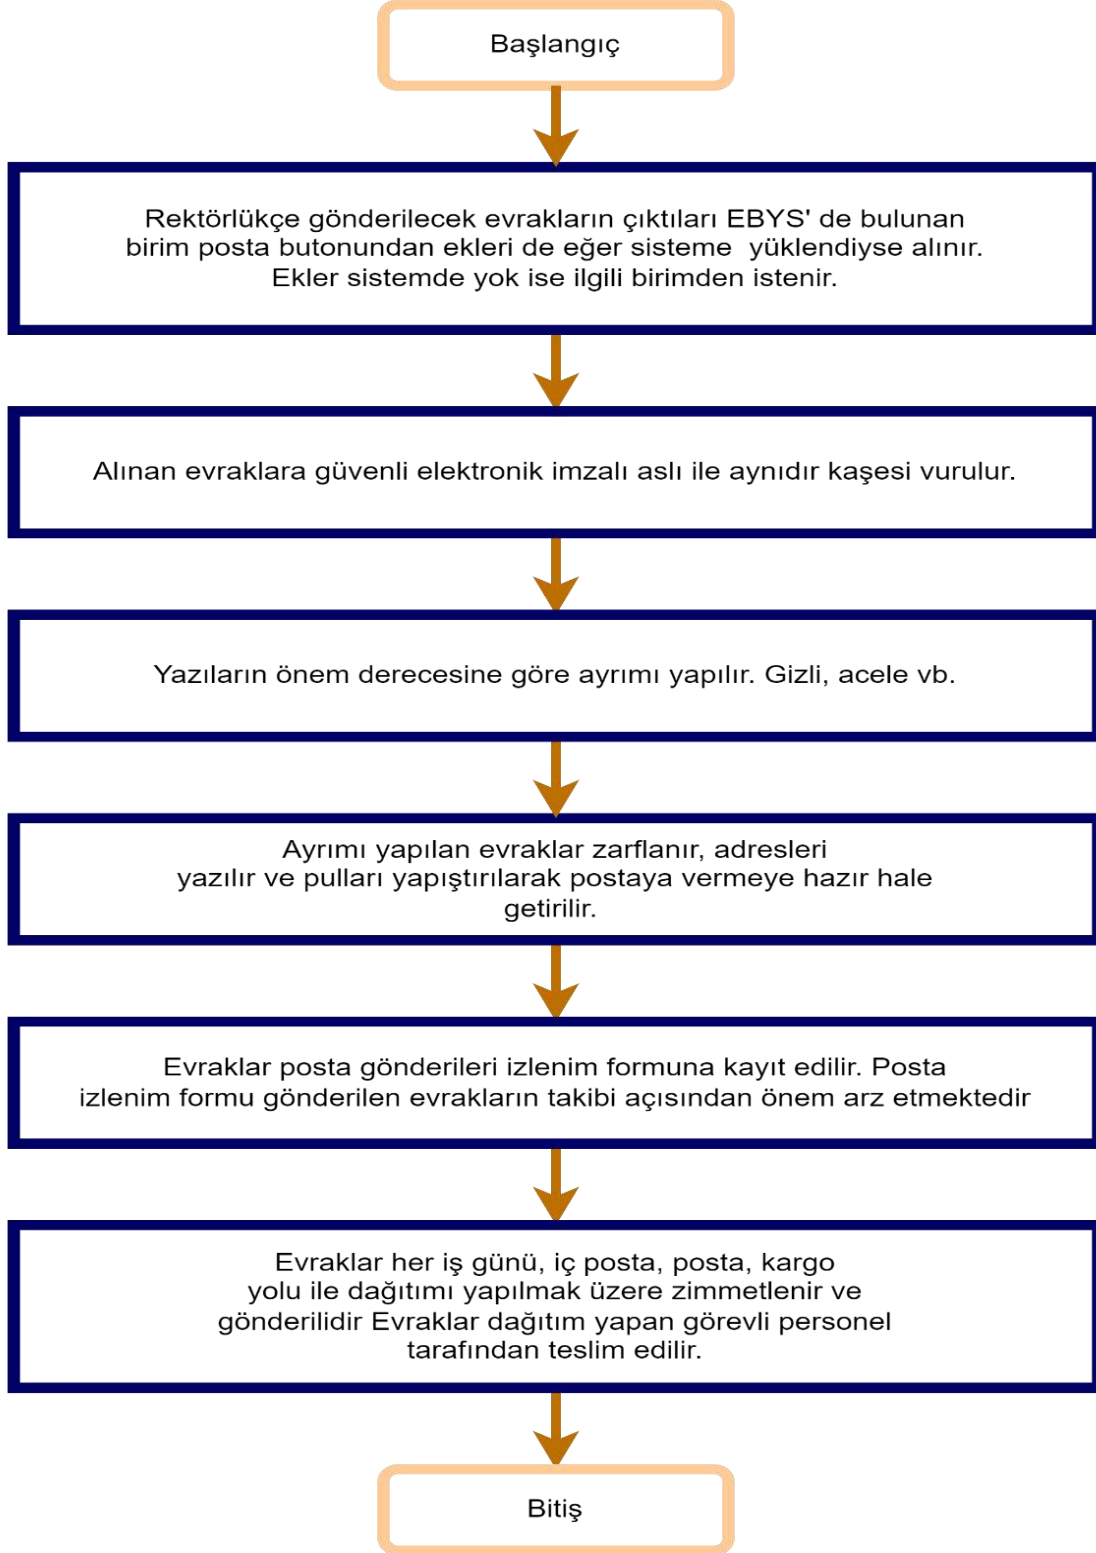 Başlangıç
Rektörlükçe gönderilecek evrakların çıktıları EBYS' de bulunan
birim posta butonundan ekleri de eğer sisteme  yüklendiyse alınır.
Ekler sistemde yok ise ilgili birimden istenir.
Alınan evraklara güvenli elektronik imzalı aslı ile aynıdır kaşesi vurulur.
Yazıların önem derecesine göre ayrımı yapılır. Gizli, acele vb.
Ayrımı yapılan evraklar zarflanır, adresleri
yazılır ve pulları yapıştırılarak postaya vermeye hazır hale
getirilir.
Evraklar posta gönderileri izlenim formuna kayıt edilir. Posta
izlenim formu gönderilen evrakların takibi açısından önem arz etmektedir
Evraklar her iş günü, iç posta, posta, kargo
yolu ile dağıtımı yapılmak üzere zimmetlenir ve
gönderilidir Evraklar dağıtım yapan görevli personel
tarafından teslim edilir.
Bitiş